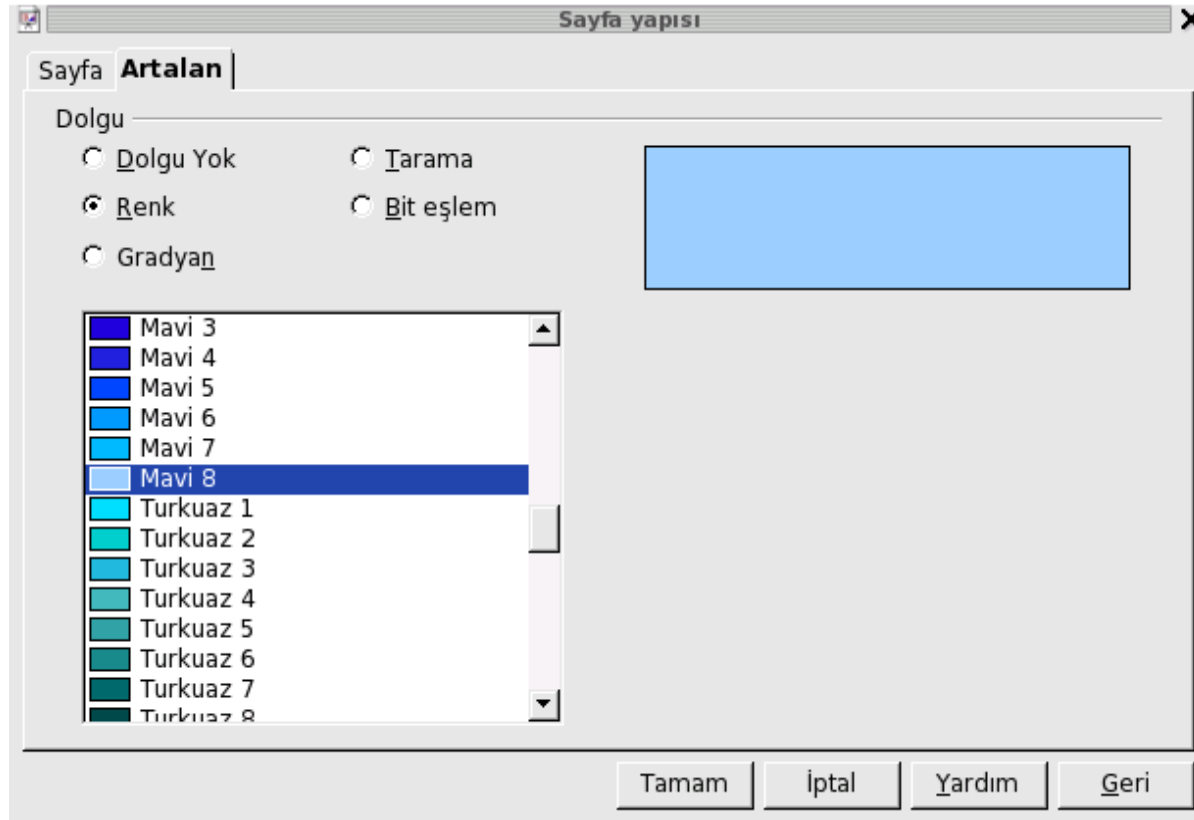 Sayfa yapısı
Sayfa Artalan
Dolgu
Dolgu Yok Tarama
Renk Bit eşlem
Gradyan
Mavi 3
Mavi 4
Mavi 5
Mavi 6
Mavi 7
Mavi 8
Turkuaz 1
Turkuaz 2
Turkuaz 3
Turkuaz 4
Turkuaz 5
Turkuaz 6
Turkuaz 7
Turkuaz 8
Tamam İptal Yardım Geri